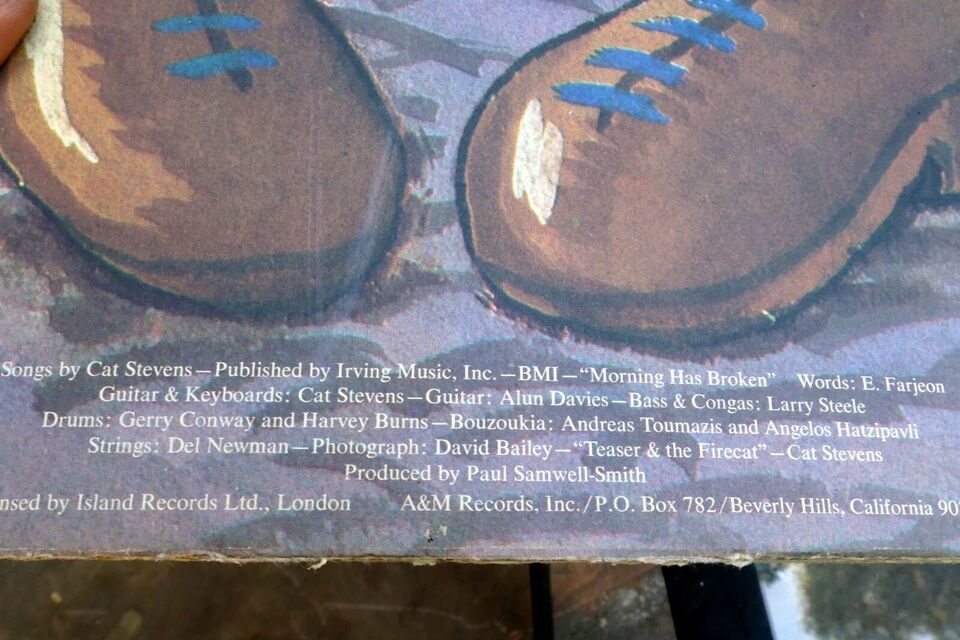 Songs by Cat Stevens—Published by Irving Music, Inc.—BMI—“Morning Has Broken” Words: E. Farjeon
Guitar & Keyboards: Cat Stevens—Guitar: Alun Davies—Bass & Congas: Larry Steele
Drums: Gerry Conway and Harvey Burns—Bouzoukia: Andreas Toumazis and Angelos Hatzipavli
Strings: Del Newman—Photograph: David Bailey—“Teaser & the Firecat”—Cat Stevens
Produced by Paul Samwell-Smith
by Island Records Ltd., London A&M Records, Inc./P.O. Box 782/Beverly Hills, California